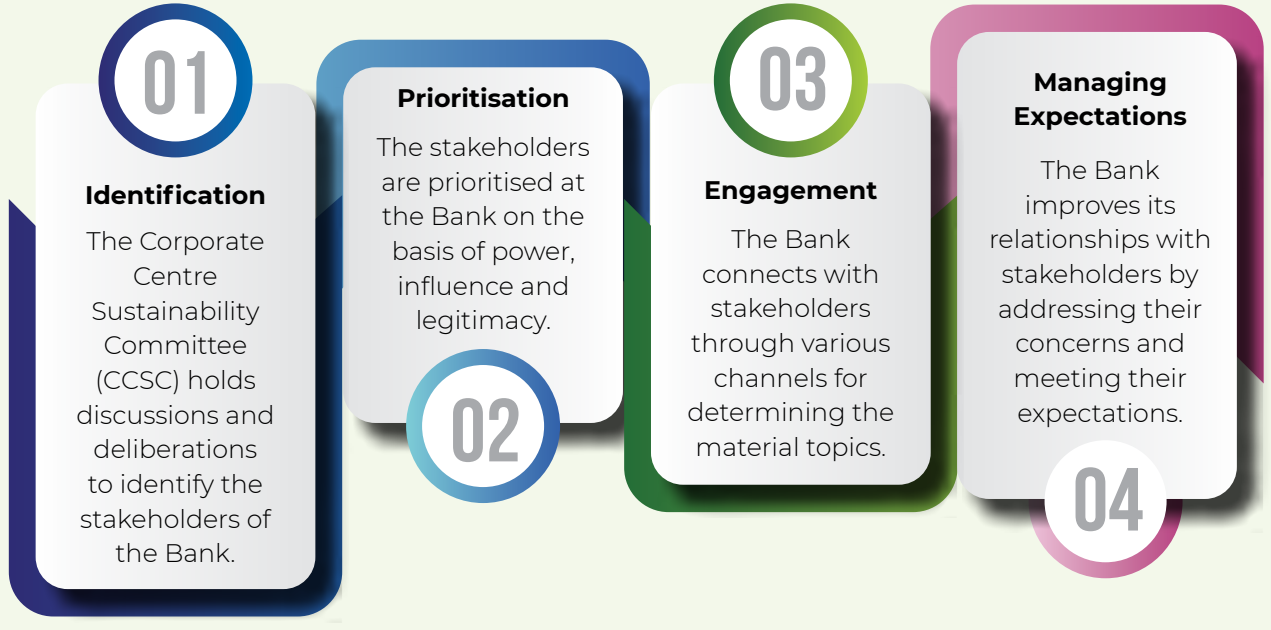 01
Identification
The Corporate
Centre
Sustainability
Committee
(CCSC) holds
discussions and
deliberations
to identify the
stakeholders of
the Bank.
Prioritisation
The stakeholders
are prioritised at
the Bank on the
basis of power,
influence and
legitimacy.
02
03
Engagement
The Bank
connects with
stakeholders
through various
channels for
determining the
material topics.
Managing
Expectations
The Bank
improves its
relationships with
stakeholders by
addressing their
concerns and
meeting their
expectations.
04